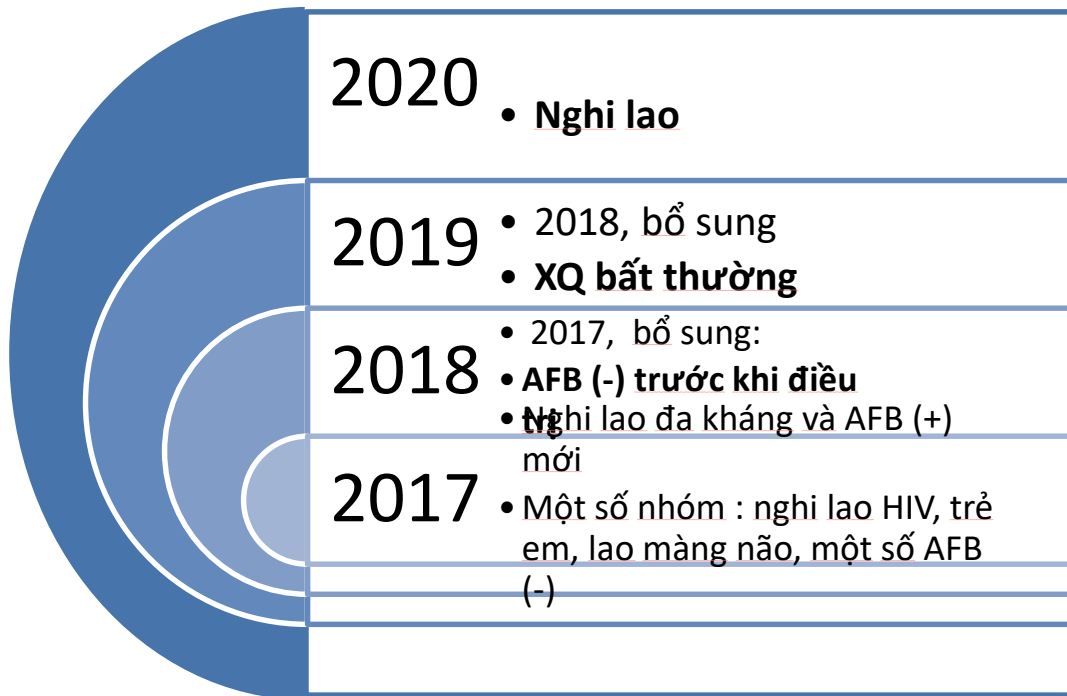 2020
• Nghi lao
2019
• 2018, bổ sung
• XQ bất thường
2018
• 2017, bổ sung:
• AFB (-) trước khi điều
trị
2017
• Nghi lao đa kháng và AFB (+)
mới
• Một số nhóm : nghi lao HIV, trẻ
em, lao màng não, một số AFB
(-)